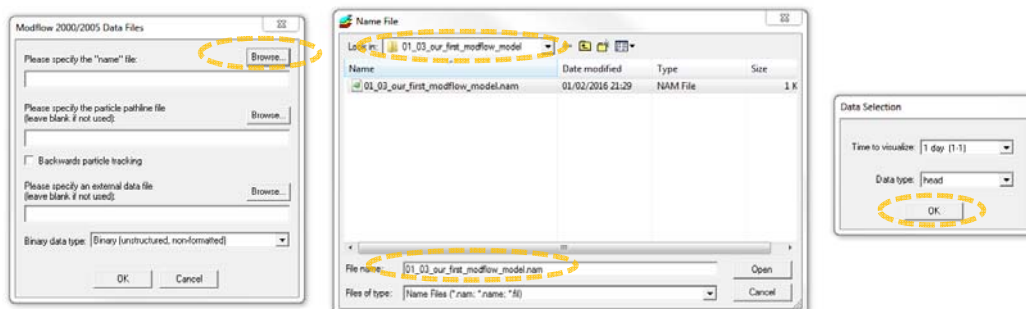 Modflow 2000/2005 Data Files
Please specify the "name" file:
Browse...
Please specify the particle pathline file
(leave blank if not used):
Browse...
Backwards particle tracking
Please specify an external data file
(leave blank if not used):
Browse...
Binary data type: Binary (unstructured, non-formatted)
OK Cancel
Name File
Look in: 01_03_our_first_modflow_model
Name Date modified Type Size
01_03_our_first_modflow_model.nam 01/02/2016 21:29 NAM File 1 K
File name: 01_03_our_first_modflow_model.nam Open
Files of type: Name Files (*.nam; *.name; *.fil) Cancel
Data Selection
Time to visualize: 1 day (1-1)
Data type: head
OK